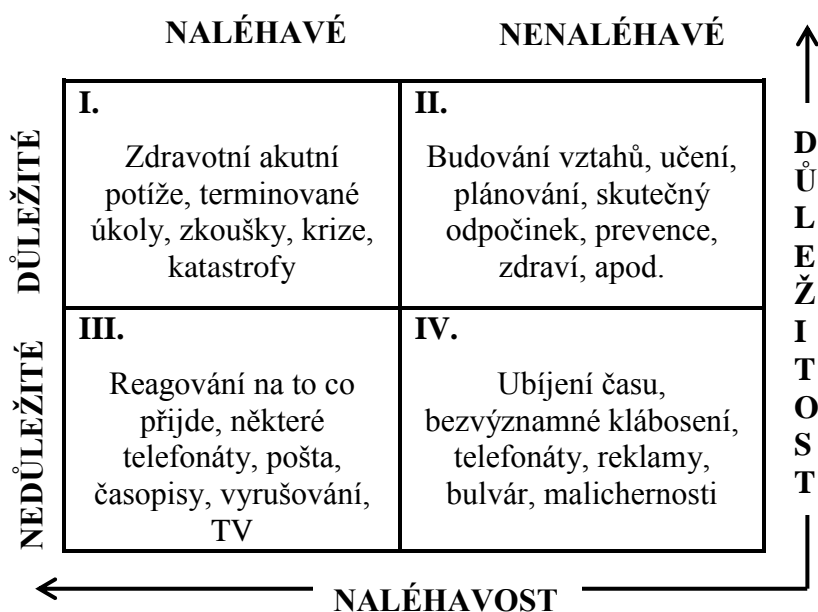 NALÉHAVÉ
NENALÉHAVÉ
DŮLEŽITÉ
I.
Zdravotní akutní
potíže, terminované
úkoly, zkoušky, krize,
katastrofy
II.
Budování vztahů, učení,
plánování, skutečný
odpočinek, prevence,
zdraví, apod.
NEDŮLEŽITÉ
III.
Reagování na to co
přijde, některé
telefonáty, pošta,
časopisy, vyrušování,
TV
IV.
Ubíjení času,
bezvýznamné klábosení,
telefonáty, reklamy,
bulvár, malichernosti
DŮLEŽITOST
NALÉHAVOST